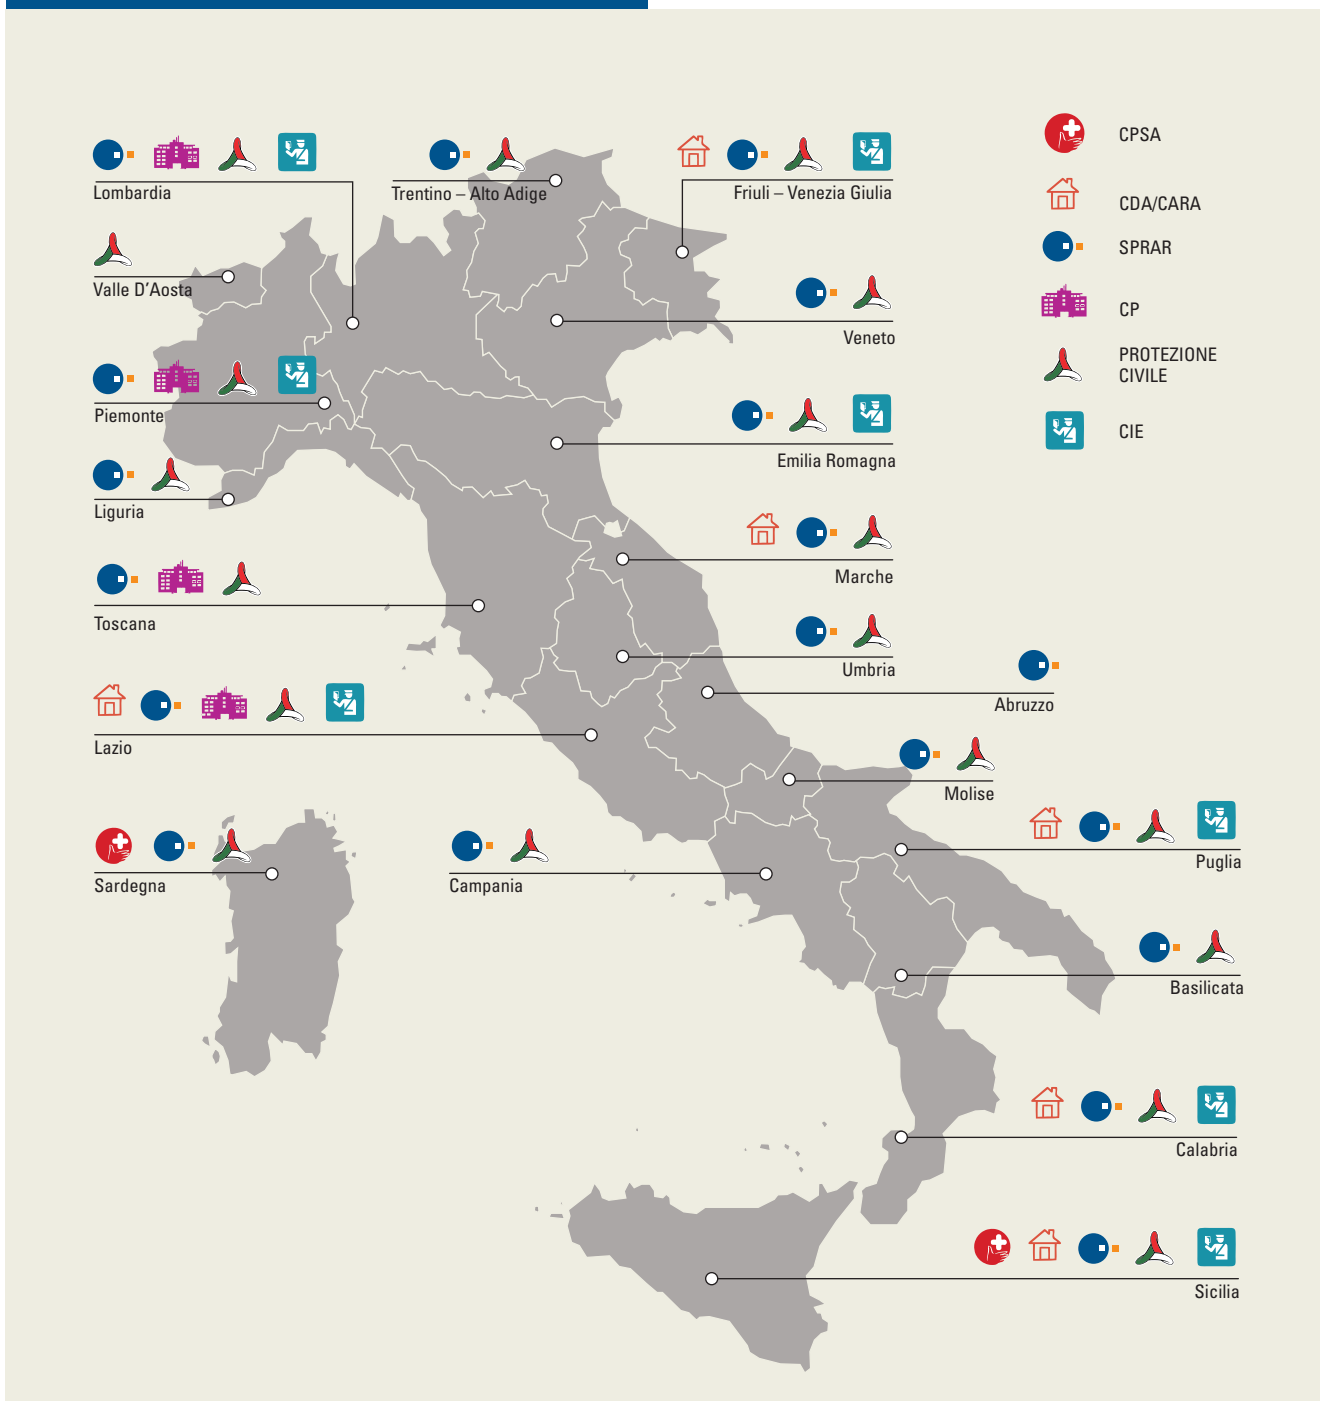 Lombardia
Trentino – Alto Adige
Friuli – Venezia Giulia
Valle D'Aosta
Veneto
Piemonte
Emilia Romagna
Liguria
Marche
Toscana
Umbria
Abruzzo
Lazio
Molise
Puglia
Sardegna
Campania
Basilicata
Calabria
Sicilia
CPSA
CDA/CARA
SPRAR
CP
PROTEZIONE
CIVILE
CIE